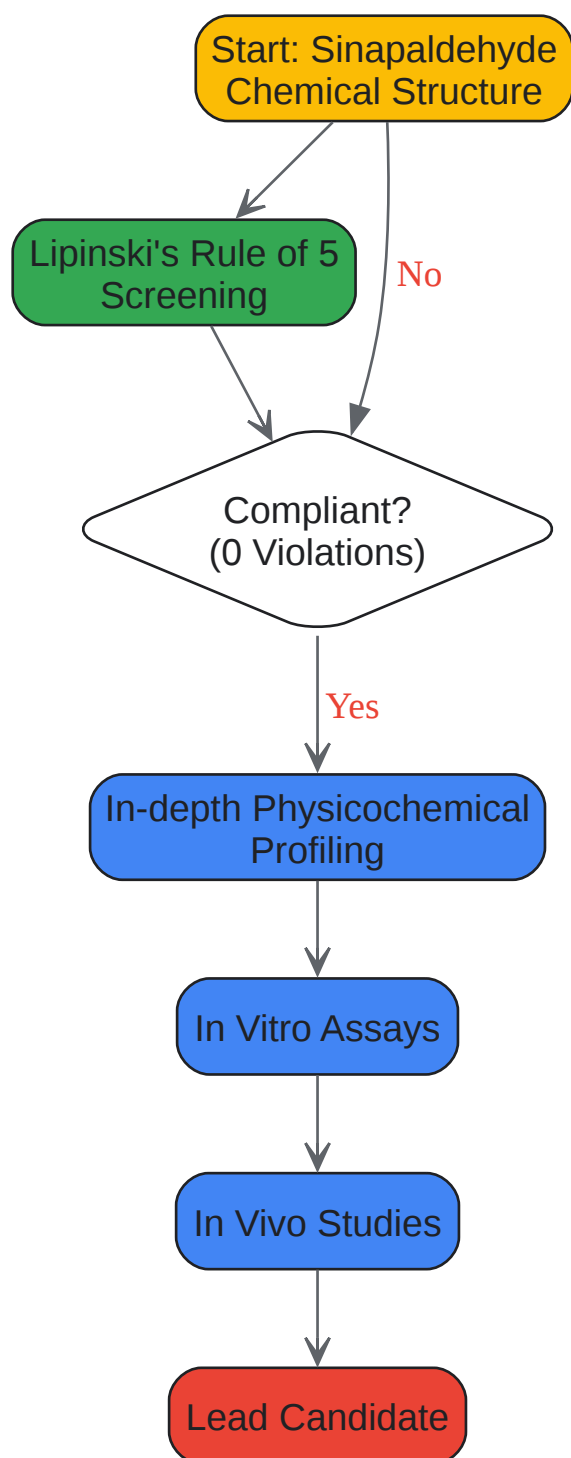 Start: Sinapaldehyde
Chemical Structure
Lipinski's Rule of 5
Screening
No
Compliant?
(0 Violations)
Yes
In-depth Physicochemical
Profiling
In Vitro Assays
In Vivo Studies
Lead Candidate